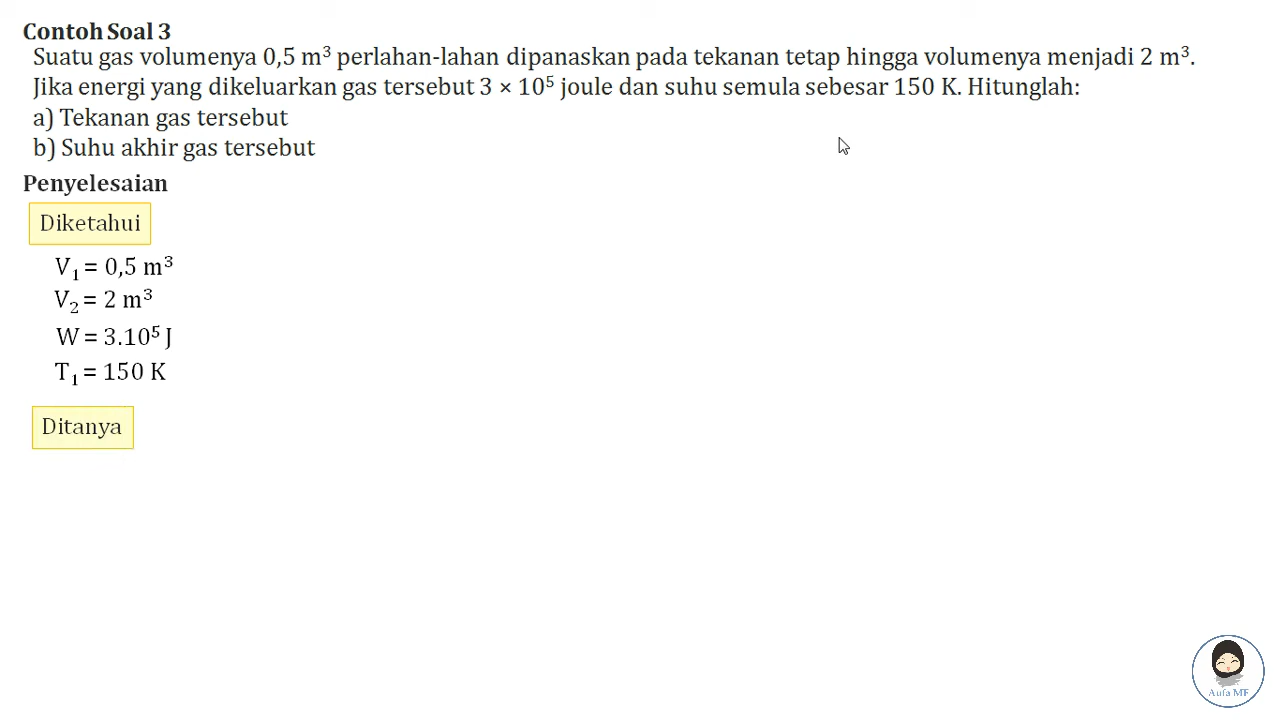 Contoh Soal 3
Suatu gas volumenya 0,5 m³ perlahan-lahan dipanaskan pada tekanan tetap hingga volumenya menjadi 2 m³.
Jika energi yang dikeluarkan gas tersebut 3 × 10⁵ joule dan suhu semula sebesar 150 K. Hitunglah:
a) Tekanan gas tersebut
b) Suhu akhir gas tersebut
Penyelesaian
Diketahui
V₁ = 0,5 m³
V₂ = 2 m³
W = 3.10⁵ J
T₁ = 150 K
Ditanya
Aufa MF